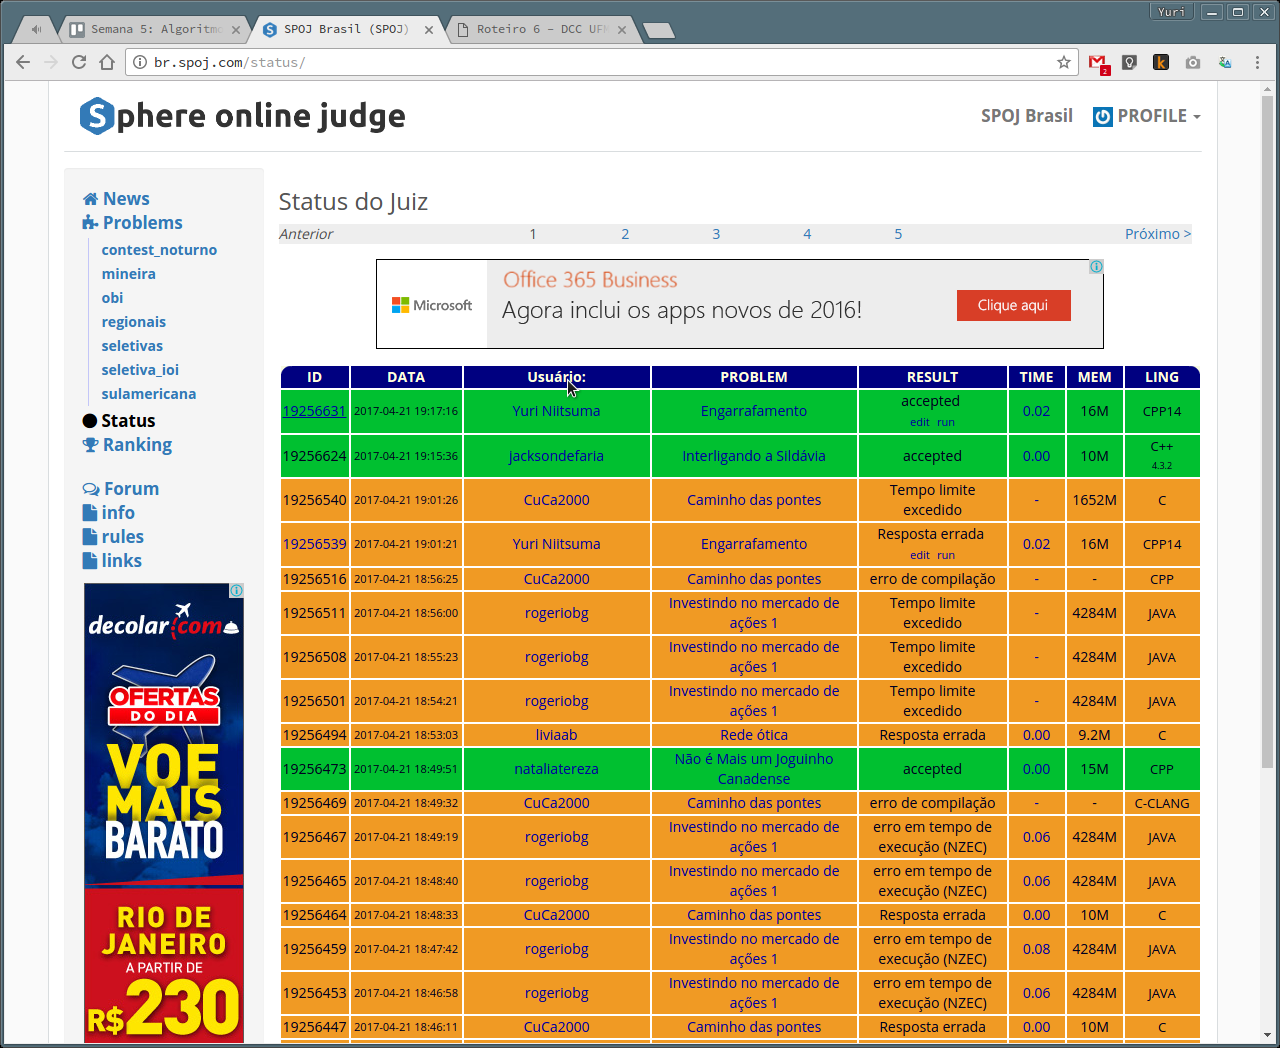 Yuri
Semana 5: Algoritmo
SPOJ Brasil (SPOJ)
Roteiro 6 – DCC UFM
br.spoj.com/status/
2
Sphere online judge
SPOJ Brasil
PROFILE
News
Problems
contest_noturno
mineira
obi
regionais
seletivas
seletiva_ioi
sulamericana
Status
Ranking
Forum
info
rules
links
decolar.com
OFERTAS
DO DIA
VOE
MAIS
BARATO
RIO DE
JANEIRO
A PARTIR DE
R$230
Status do Juiz
Anterior 1 2 3 4 5 Próximo >
Microsoft
Office 365 Business
Agora inclui os apps novos de 2016!
Clique aqui
ID DATA Usuário: PROBLEM RESULT TIME MEM LING
19256631 2017-04-21 19:17:16 Yuri Niitsuma Engarrafamento accepted edit run 0.02 16M CPP14
19256624 2017-04-21 19:15:36 jacksondefaria Interligando a Sildávia accepted 0.00 10M C++ 4.3.2
19256540 2017-04-21 19:01:26 CuCa2000 Caminho das pontes Tempo limite excedido - 1652M C
19256539 2017-04-21 19:01:21 Yuri Niitsuma Engarrafamento Resposta errada edit run 0.02 16M CPP14
19256516 2017-04-21 18:56:25 CuCa2000 Caminho das pontes erro de compilação - - CPP
19256511 2017-04-21 18:56:00 rogeriobg Investindo no mercado de ações 1 Tempo limite excedido - 4284M JAVA
19256508 2017-04-21 18:55:23 rogeriobg Investindo no mercado de ações 1 Tempo limite excedido - 4284M JAVA
19256501 2017-04-21 18:54:21 rogeriobg Investindo no mercado de ações 1 Tempo limite excedido - 4284M JAVA
19256494 2017-04-21 18:53:03 liviaab Rede ótica Resposta errada 0.00 9.2M C
19256473 2017-04-21 18:49:51 nataliatereza Não é Mais um Joguinho Canadense accepted 0.00 15M CPP
19256469 2017-04-21 18:49:32 CuCa2000 Caminho das pontes erro de compilação - - C-CLANG
19256467 2017-04-21 18:49:19 rogeriobg Investindo no mercado de ações 1 erro em tempo de execução (NZEC) 0.06 4284M JAVA
19256465 2017-04-21 18:48:40 rogeriobg Investindo no mercado de ações 1 erro em tempo de execução (NZEC) 0.06 4284M JAVA
19256464 2017-04-21 18:48:33 CuCa2000 Caminho das pontes Resposta errada 0.00 10M C
19256459 2017-04-21 18:47:42 rogeriobg Investindo no mercado de ações 1 erro em tempo de execução (NZEC) 0.08 4284M JAVA
19256453 2017-04-21 18:46:58 rogeriobg Investindo no mercado de ações 1 erro em tempo de execução (NZEC) 0.06 4284M JAVA
19256447 2017-04-21 18:46:11 CuCa2000 Caminho das pontes Resposta errada 0.00 10M C